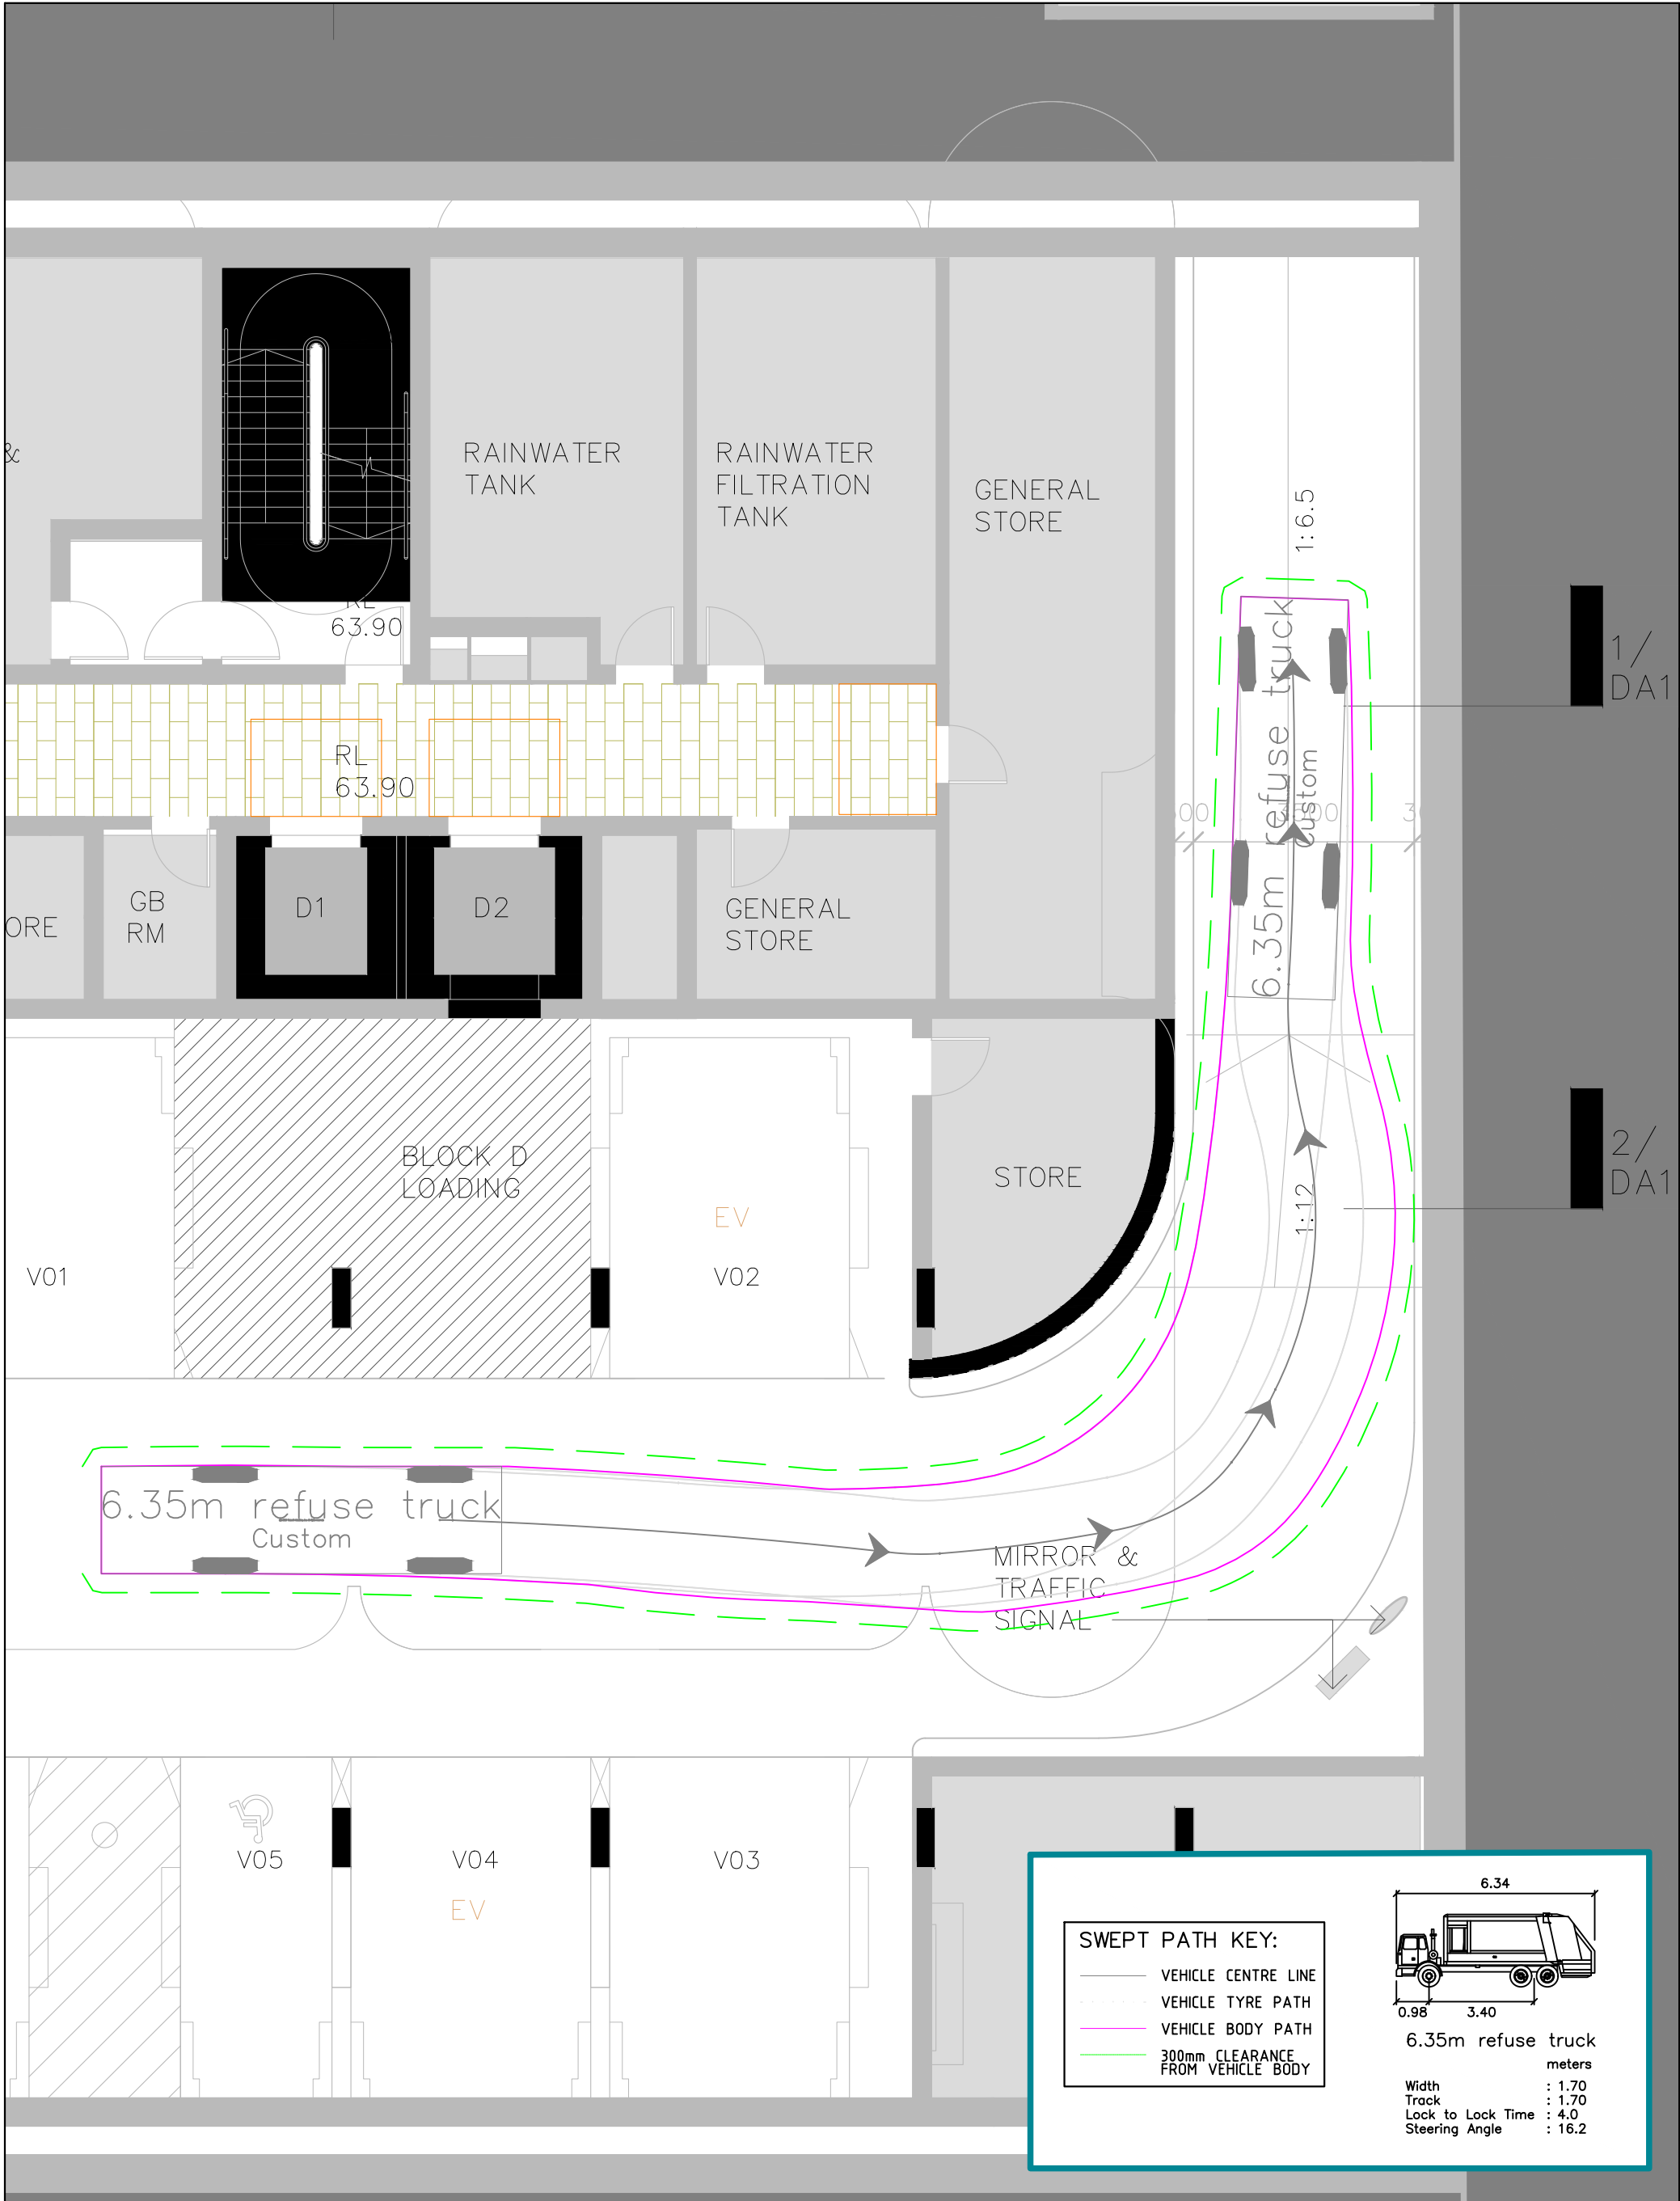 &
RAINWATER
TANK
RAINWATER
FILTRATION
TANK
GENERAL
STORE
1:6.5
63.90
1/
DA1
RL
63.90
6.35m refuse truck
Custom
3500
GB
RM
D1
D2
GENERAL
STORE
ORE
BLOCK D
LOADING
EV
V01
V02
STORE
1:12
2/
DA1
6.35m refuse truck
Custom
MIRROR &
TRAFFIC
SIGNAL
V05
V04
V03
EV
SWEPT PATH KEY:
VEHICLE CENTRE LINE
VEHICLE TYRE PATH
VEHICLE BODY PATH
300mm CLEARANCE
FROM VEHICLE BODY
6.34
0.98
3.40
6.35m refuse truck
meters
Width : 1.70
Track : 1.70
Lock to Lock Time : 4.0
Steering Angle : 16.2